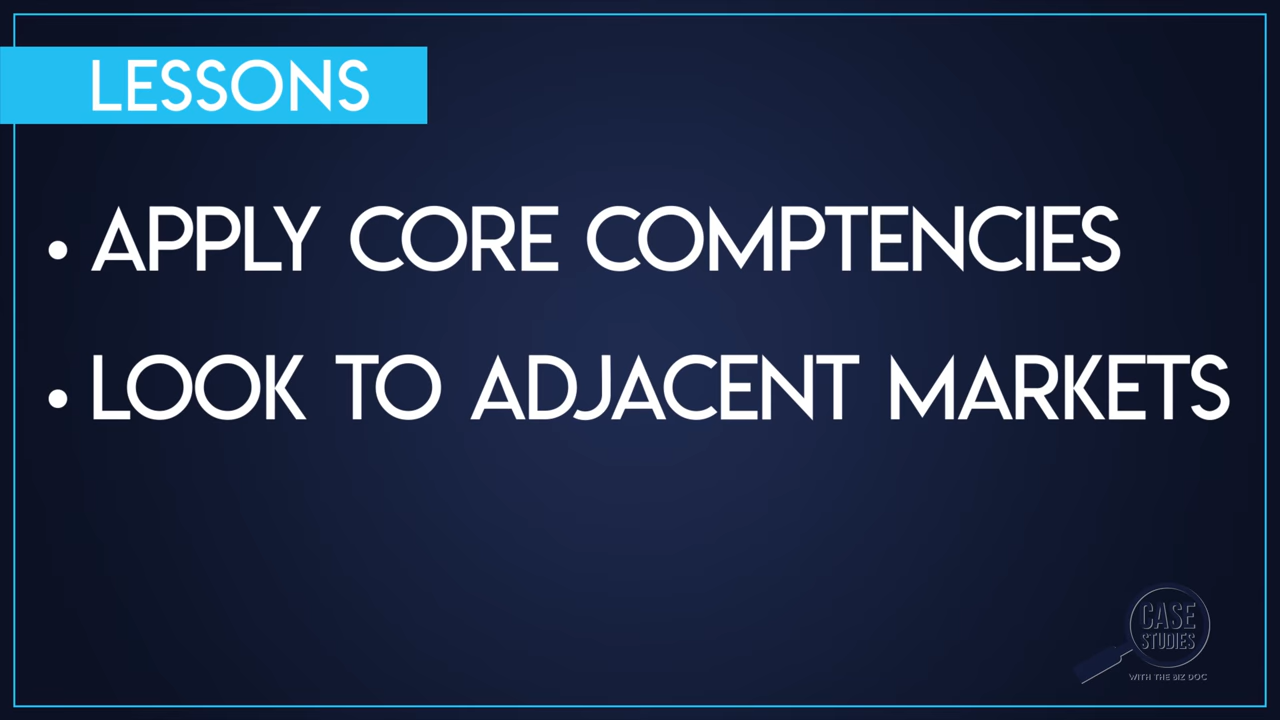 LESSONS
• APPLY CORE COMPTENCIES
• LOOK TO ADJACENT MARKETS
CASE
STUDIES
WITH THE BIZ DOC